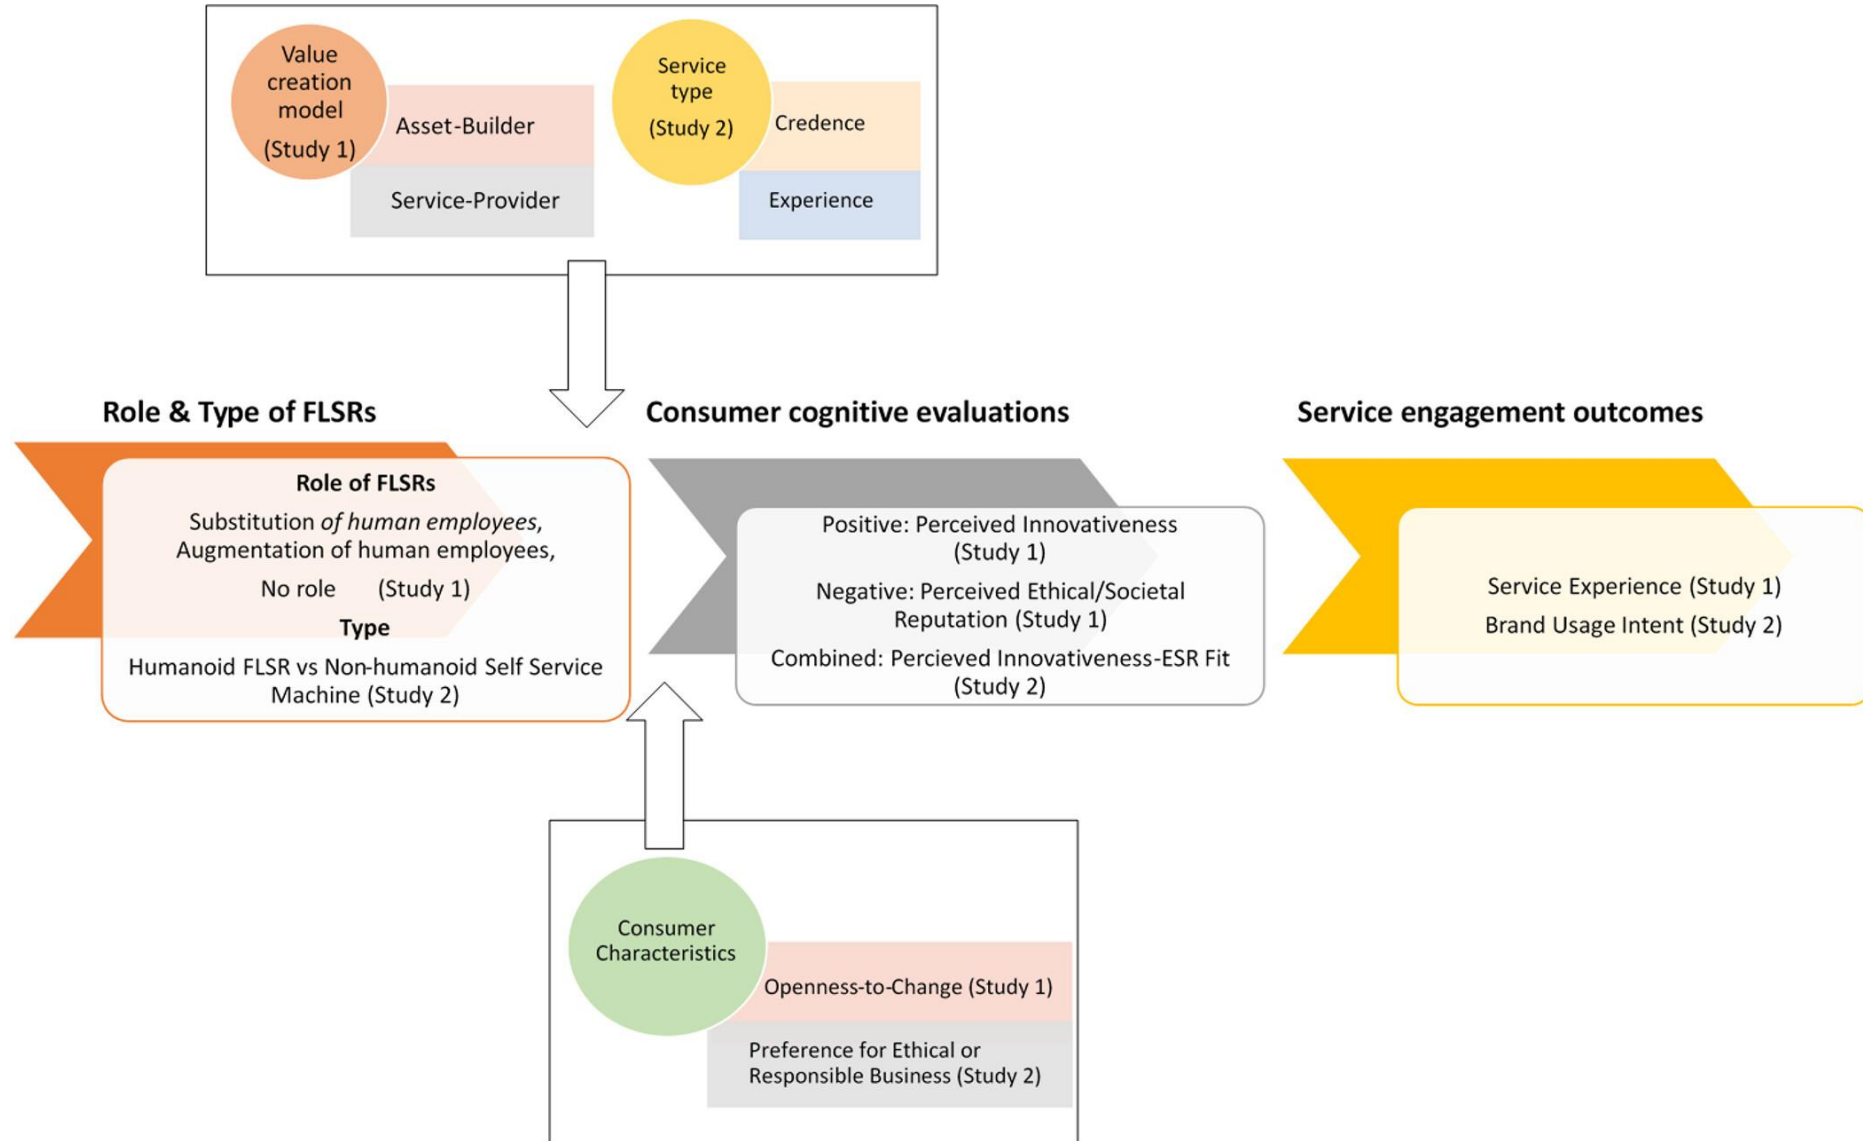 Value
creation
model
(Study 1)
Asset-Builder
Service-Provider
Service
type
(Study 2)
Credence
Experience
Role & Type of FLSRs
Role of FLSRs
Substitution of human employees,
Augmentation of human employees,
No role (Study 1)
Type
Humanoid FLSR vs Non-humanoid Self Service
Machine (Study 2)
Consumer cognitive evaluations
Positive: Perceived Innovativeness
(Study 1)
Negative: Perceived Ethical/Societal
Reputation (Study 1)
Combined: Percieved Innovativeness-ESR Fit
(Study 2)
Service engagement outcomes
Service Experience (Study 1)
Brand Usage Intent (Study 2)
Consumer
Characteristics
Openness-to-Change (Study 1)
Preference for Ethical or
Responsible Business (Study 2)